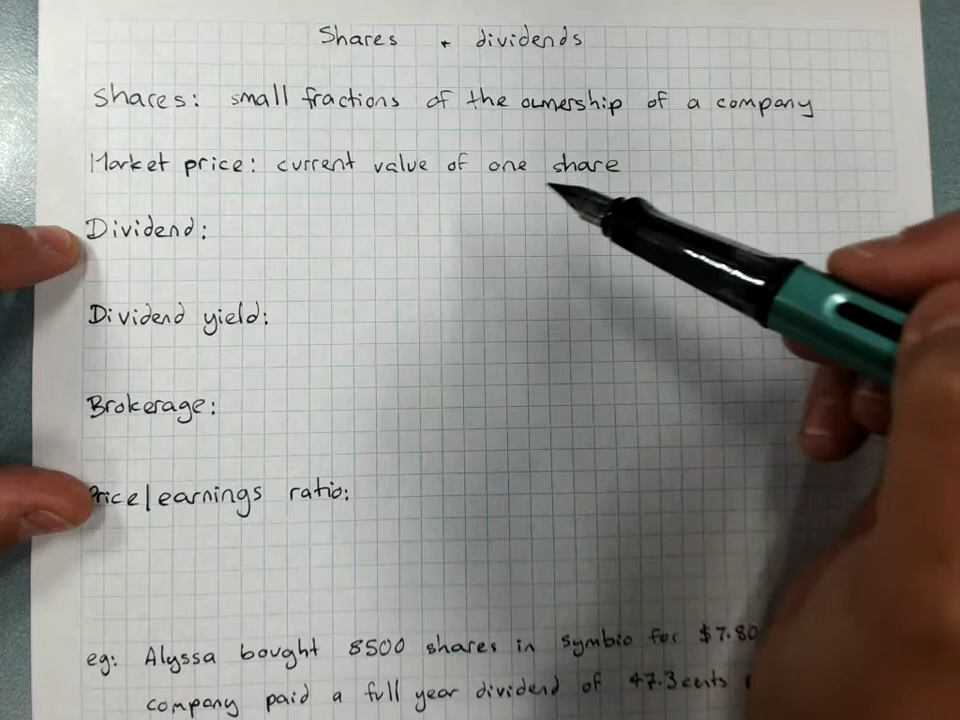 Shares + dividends
Shares: small fractions of the ownership of a company
Market price: current value of one share
Dividend:
Dividend yield:
Brokerage:
Price/earnings ratio:
eg: Alyssa bought 8500 shares in Symbio for $7.80
company paid a full year dividend of 47.3 cents